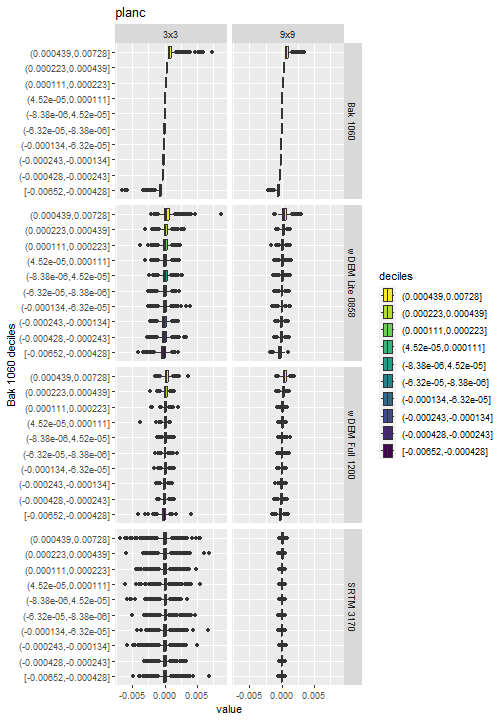 planc
3x3
9x9
(0.000439,0.00728]
(0.000223,0.000439]
(0.000111,0.000223]
(4.52e-05,0.000111]
(-8.38e-06,4.52e-05]
(-6.32e-05,-8.38e-06]
(-0.000134,-6.32e-05]
(-0.000243,-0.000134]
(-0.000428,-0.000243]
[-0.00652,-0.000428]
Bak 1060
(0.000439,0.00728]
(0.000223,0.000439]
(0.000111,0.000223]
(4.52e-05,0.000111]
(-8.38e-06,4.52e-05]
(-6.32e-05,-8.38e-06]
(-0.000134,-6.32e-05]
(-0.000243,-0.000134]
(-0.000428,-0.000243]
[-0.00652,-0.000428]
w DEM Lite 0858
(0.000439,0.00728]
(0.000223,0.000439]
(0.000111,0.000223]
(4.52e-05,0.000111]
(-8.38e-06,4.52e-05]
(-6.32e-05,-8.38e-06]
(-0.000134,-6.32e-05]
(-0.000243,-0.000134]
(-0.000428,-0.000243]
[-0.00652,-0.000428]
w DEM Full 1200
(0.000439,0.00728]
(0.000223,0.000439]
(0.000111,0.000223]
(4.52e-05,0.000111]
(-8.38e-06,4.52e-05]
(-6.32e-05,-8.38e-06]
(-0.000134,-6.32e-05]
(-0.000243,-0.000134]
(-0.000428,-0.000243]
[-0.00652,-0.000428]
SRTM 3170
Bak 1060 deciles
-0.005 0.000 0.005
-0.005 0.000 0.005
value
deciles
(0.000439,0.00728]
(0.000223,0.000439]
(0.000111,0.000223]
(4.52e-05,0.000111]
(-8.38e-06,4.52e-05]
(-6.32e-05,-8.38e-06]
(-0.000134,-6.32e-05]
(-0.000243,-0.000134]
(-0.000428,-0.000243]
[-0.00652,-0.000428]